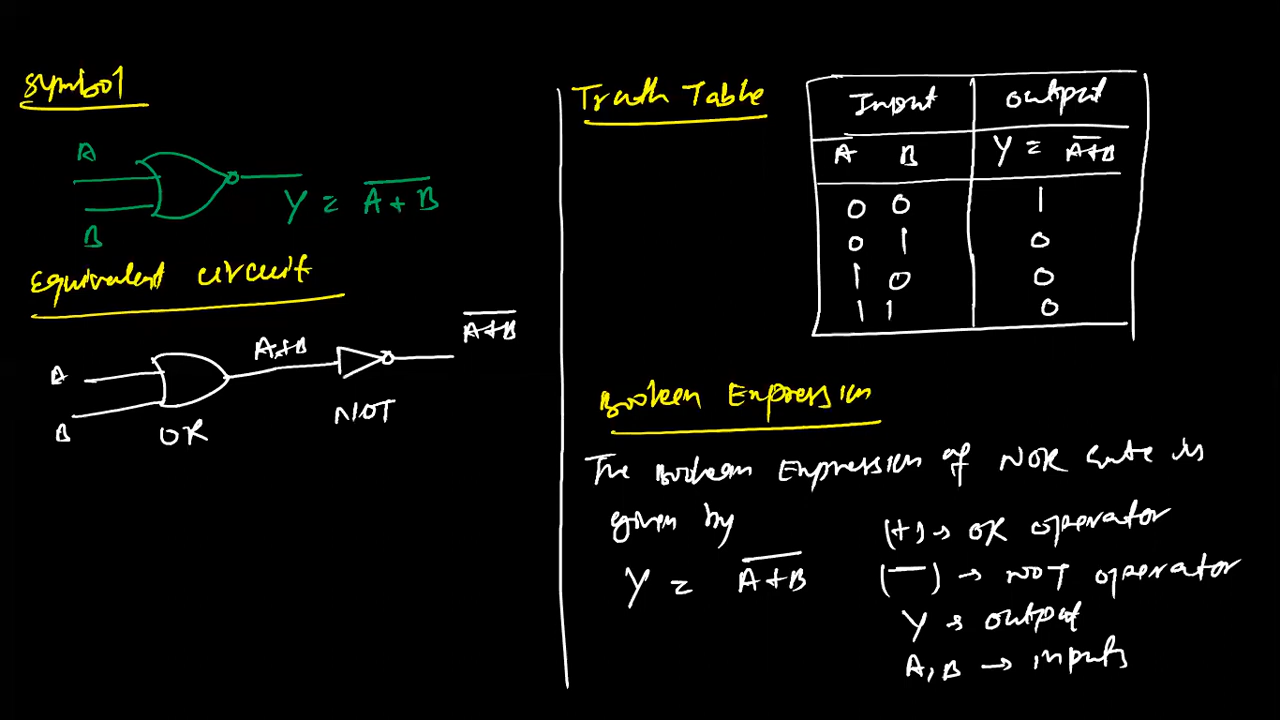 Symbol
A
B
Y = A̅ ̅+̅ ̅B̅
Equivalent circuit
A
B
OR
A+B
NOT
A̅+̅B̅
Truth Table
Input Output
A B Y = A̅+̅B̅
0 0 1
0 1 0
1 0 0
1 1 0
Boolean Expression
The Boolean Expression of NOR Gate is
given by
Y = A̅+̅B̅
(+) → OR operator
(—) → NOT operator
Y → output
A, B → inputs